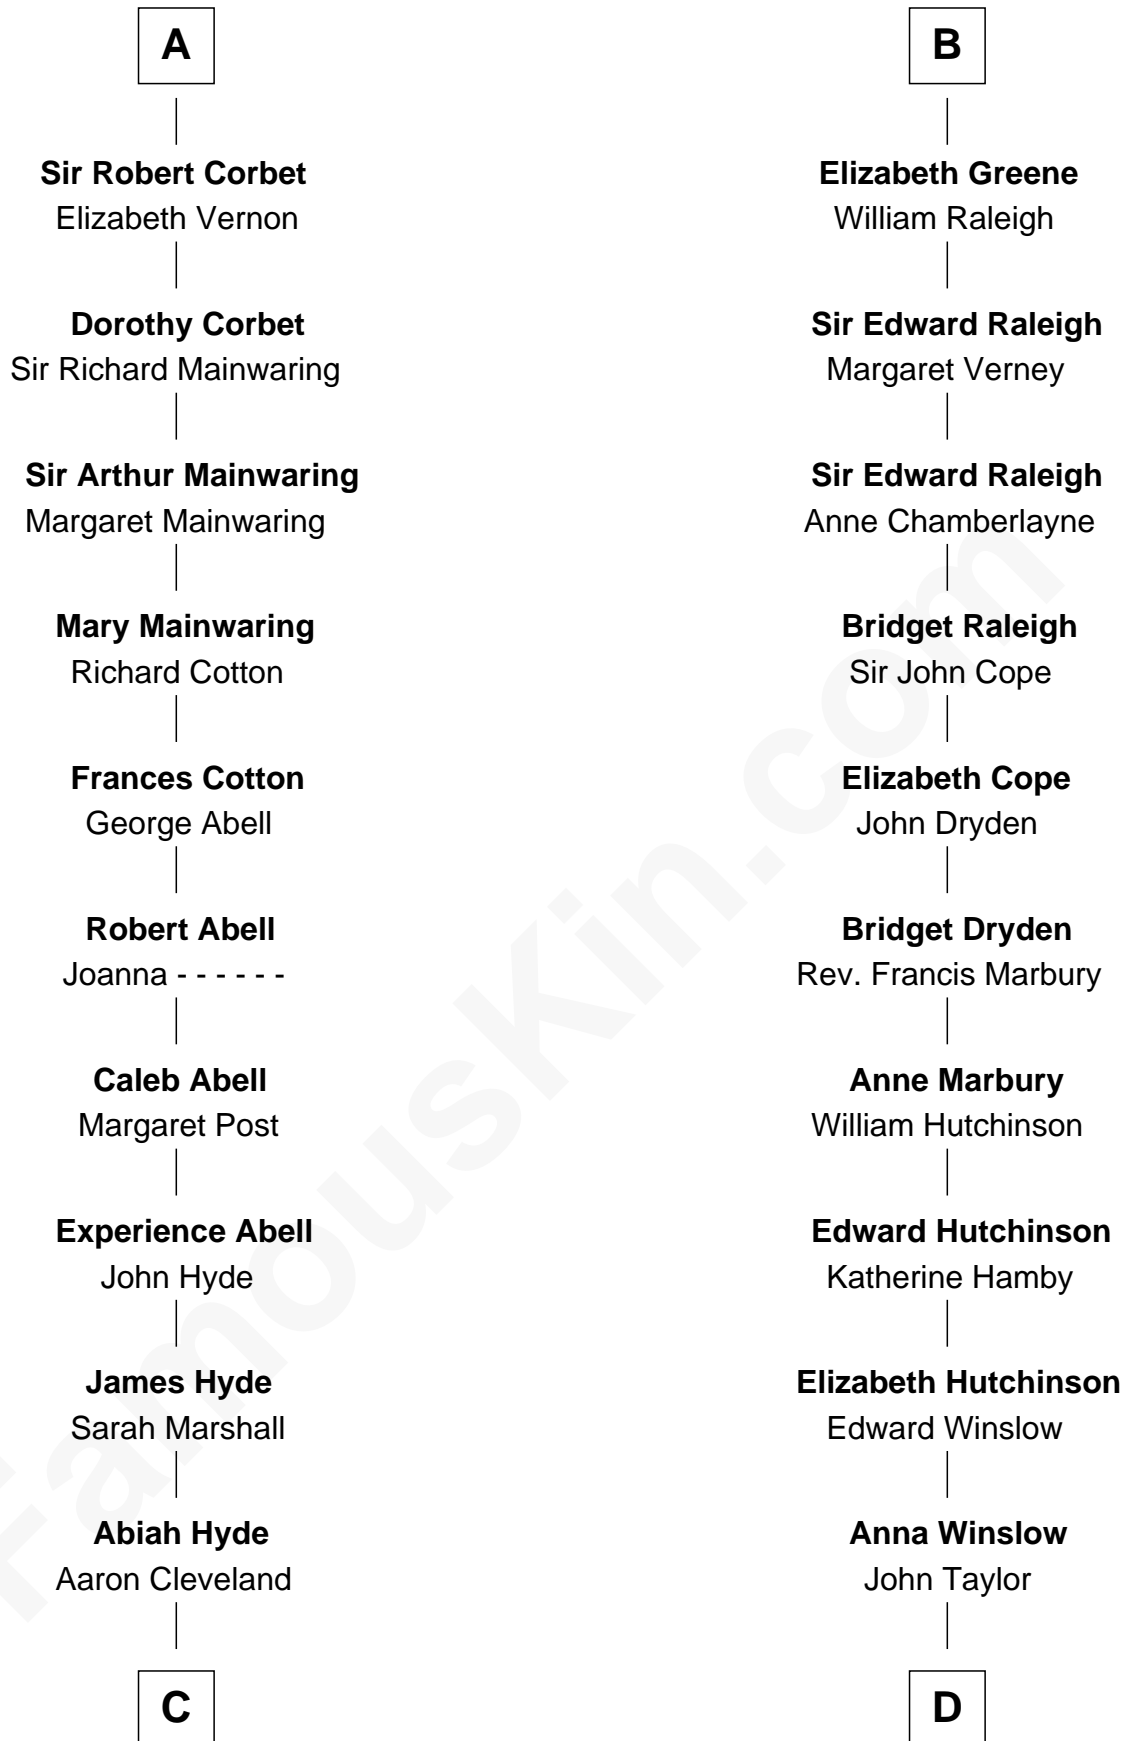 A
Sir Robert Corbet
Elizabeth Vernon
Dorothy Corbet
Sir Richard Mainwaring
Sir Arthur Mainwaring
Margaret Mainwaring
Mary Mainwaring
Richard Cotton
Frances Cotton
George Abell
Robert Abell
Joanna - - - - - -
Caleb Abell
Margaret Post
Experience Abell
John Hyde
James Hyde
Sarah Marshall
Abiah Hyde
Aaron Cleveland
C
B
Elizabeth Greene
William Raleigh
Sir Edward Raleigh
Margaret Verney
Sir Edward Raleigh
Anne Chamberlayne
Bridget Raleigh
Sir John Cope
Elizabeth Cope
John Dryden
Bridget Dryden
Rev. Francis Marbury
Anne Marbury
William Hutchinson
Edward Hutchinson
Katherine Hamby
Elizabeth Hutchinson
Edward Winslow
Anna Winslow
John Taylor
D
FamousKin.com